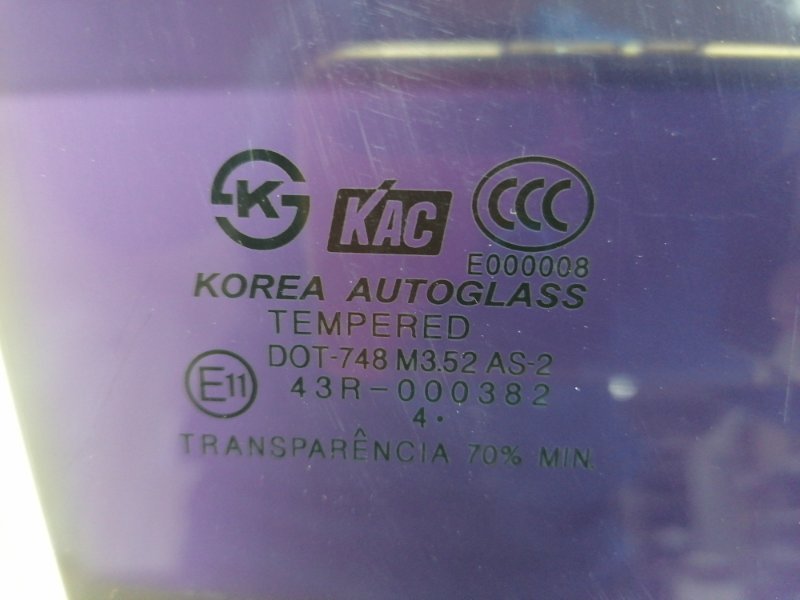 K KAC CCC
E000008
KOREA AUTOGLASS
TEMPERED
DOT-748 M3.52 AS-2
E11 43R-000382
4 .
TRANSPARÊNCIA 70% MIN.